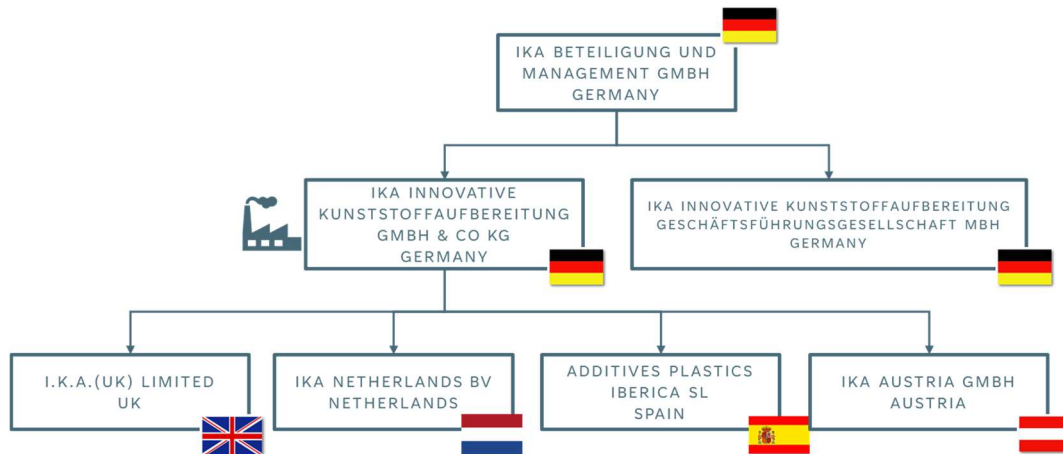 IKA BETEILIGUNG UND
MANAGEMENT GMBH
GERMANY
IKA INNOVATIVE
KUNSTSTOFFAUFBEREITUNG
GMBH & CO KG
GERMANY
IKA INNOVATIVE KUNSTSTOFFAUFBEREITUNG
GESCHÄFTSFÜHRUNGSGESELLSCHAFT MBH
GERMANY
I.K.A.(UK) LIMITED
UK
IKA NETHERLANDS BV
NETHERLANDS
ADDITIVES PLASTICS
IBERICA SL
SPAIN
IKA AUSTRIA GMBH
AUSTRIA